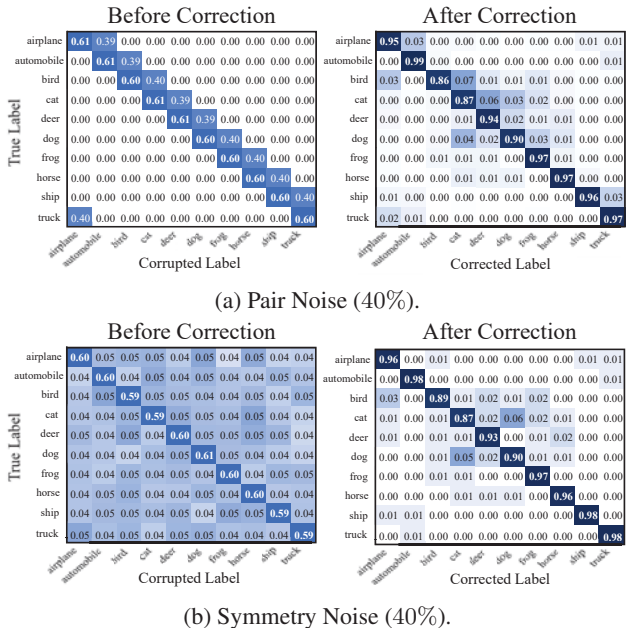 Before Correction
True Label
airplane 0.61 0.39 0.00 0.00 0.00 0.00 0.00 0.00 0.00 0.00
automobile 0.00 0.61 0.39 0.00 0.00 0.00 0.00 0.00 0.00 0.00
bird 0.00 0.00 0.60 0.40 0.00 0.00 0.00 0.00 0.00 0.00
cat 0.00 0.00 0.00 0.61 0.39 0.00 0.00 0.00 0.00 0.00
deer 0.00 0.00 0.00 0.00 0.61 0.39 0.00 0.00 0.00 0.00
dog 0.00 0.00 0.00 0.00 0.00 0.60 0.40 0.00 0.00 0.00
frog 0.00 0.00 0.00 0.00 0.00 0.00 0.60 0.40 0.00 0.00
horse 0.00 0.00 0.00 0.00 0.00 0.00 0.00 0.60 0.40 0.00
ship 0.00 0.00 0.00 0.00 0.00 0.00 0.00 0.00 0.60 0.40
truck 0.40 0.00 0.00 0.00 0.00 0.00 0.00 0.00 0.00 0.60
airplane automobile bird cat deer dog frog horse ship truck
Corrupted Label
After Correction
0.95 0.03 0.00 0.00 0.00 0.00 0.00 0.00 0.01 0.01
0.00 0.99 0.00 0.00 0.00 0.00 0.00 0.00 0.00 0.01
0.03 0.00 0.86 0.07 0.01 0.01 0.01 0.00 0.00 0.00
0.00 0.00 0.00 0.87 0.06 0.03 0.02 0.00 0.00 0.00
0.00 0.00 0.00 0.01 0.94 0.02 0.01 0.01 0.00 0.00
0.00 0.00 0.00 0.04 0.02 0.90 0.03 0.01 0.00 0.00
0.00 0.00 0.01 0.01 0.00 0.01 0.97 0.00 0.00 0.00
0.00 0.00 0.00 0.01 0.01 0.01 0.00 0.97 0.00 0.00
0.01 0.00 0.00 0.00 0.00 0.00 0.00 0.00 0.96 0.03
0.02 0.01 0.00 0.00 0.00 0.00 0.00 0.00 0.00 0.97
airplane automobile bird cat deer dog frog horse ship truck
Corrected Label
(a) Pair Noise (40%).
Before Correction
True Label
airplane 0.60 0.05 0.05 0.05 0.04 0.05 0.04 0.05 0.04 0.04
automobile 0.04 0.60 0.04 0.05 0.04 0.05 0.05 0.04 0.05 0.04
bird 0.04 0.05 0.59 0.05 0.04 0.04 0.05 0.05 0.04 0.05
cat 0.04 0.04 0.05 0.59 0.05 0.04 0.04 0.05 0.04 0.05
deer 0.05 0.04 0.05 0.04 0.60 0.04 0.05 0.05 0.04 0.04
dog 0.04 0.05 0.04 0.04 0.05 0.61 0.05 0.04 0.04 0.05
frog 0.04 0.04 0.05 0.04 0.04 0.05 0.60 0.04 0.05 0.05
horse 0.04 0.05 0.04 0.04 0.05 0.04 0.04 0.60 0.04 0.04
ship 0.04 0.04 0.05 0.05 0.05 0.04 0.05 0.05 0.59 0.04
truck 0.05 0.04 0.05 0.04 0.05 0.05 0.04 0.04 0.04 0.59
airplane automobile bird cat deer dog frog horse ship truck
Corrupted Label
After Correction
airplane 0.96 0.00 0.01 0.00 0.00 0.00 0.00 0.00 0.01 0.01
automobile 0.00 0.98 0.00 0.00 0.00 0.00 0.00 0.00 0.00 0.01
bird 0.03 0.00 0.89 0.01 0.02 0.01 0.02 0.00 0.00 0.00
cat 0.01 0.00 0.01 0.87 0.02 0.06 0.02 0.01 0.00 0.00
deer 0.01 0.00 0.01 0.01 0.93 0.00 0.01 0.02 0.00 0.00
dog 0.00 0.00 0.01 0.05 0.02 0.90 0.01 0.01 0.00 0.00
frog 0.01 0.00 0.01 0.01 0.00 0.00 0.97 0.00 0.00 0.00
horse 0.00 0.00 0.00 0.01 0.01 0.01 0.00 0.96 0.00 0.00
ship 0.01 0.01 0.00 0.00 0.00 0.00 0.00 0.00 0.98 0.00
truck 0.00 0.01 0.00 0.00 0.00 0.00 0.00 0.00 0.00 0.98
airplane automobile bird cat deer dog frog horse ship truck
Corrected Label
(b) Symmetry Noise (40%).